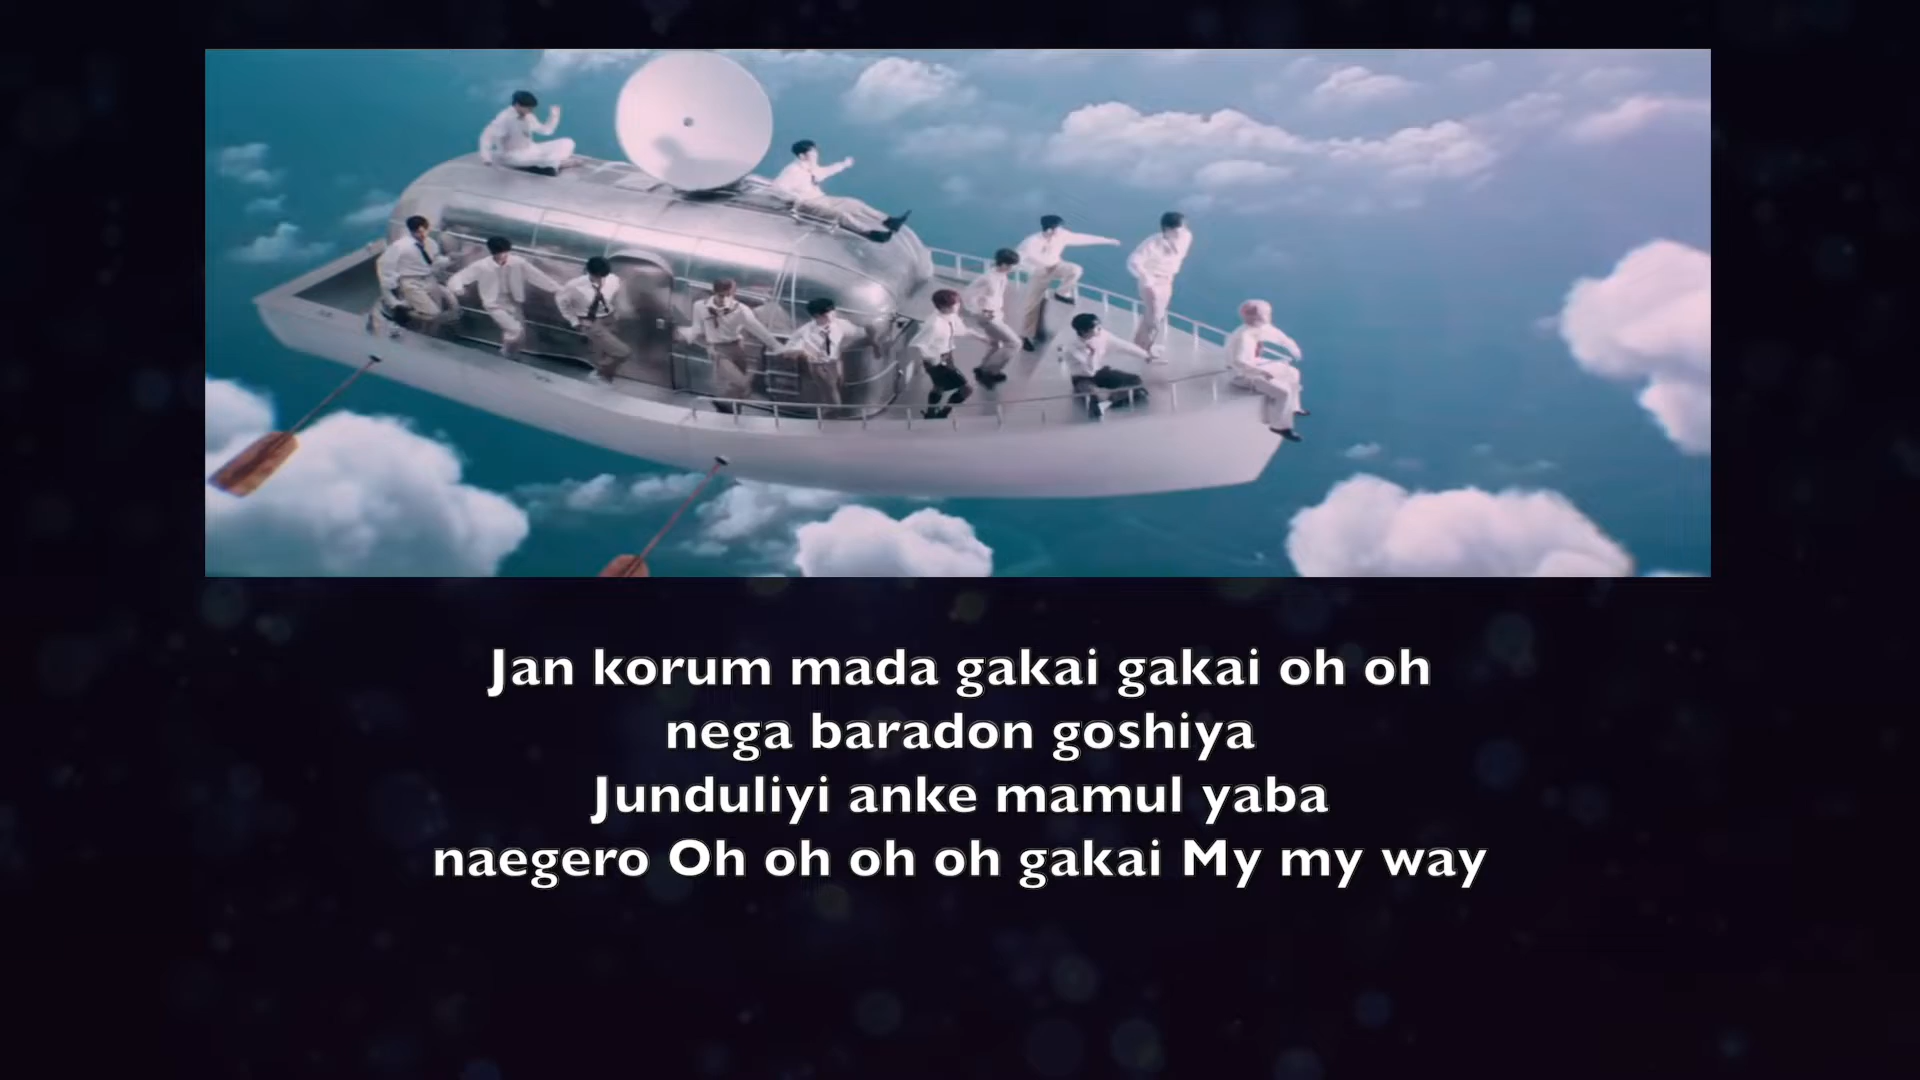 Jan korum mada gakai gakai oh oh
nega baradon goshiya
Junduliyi anke mamul yaba
naegero Oh oh oh oh gakai My my way